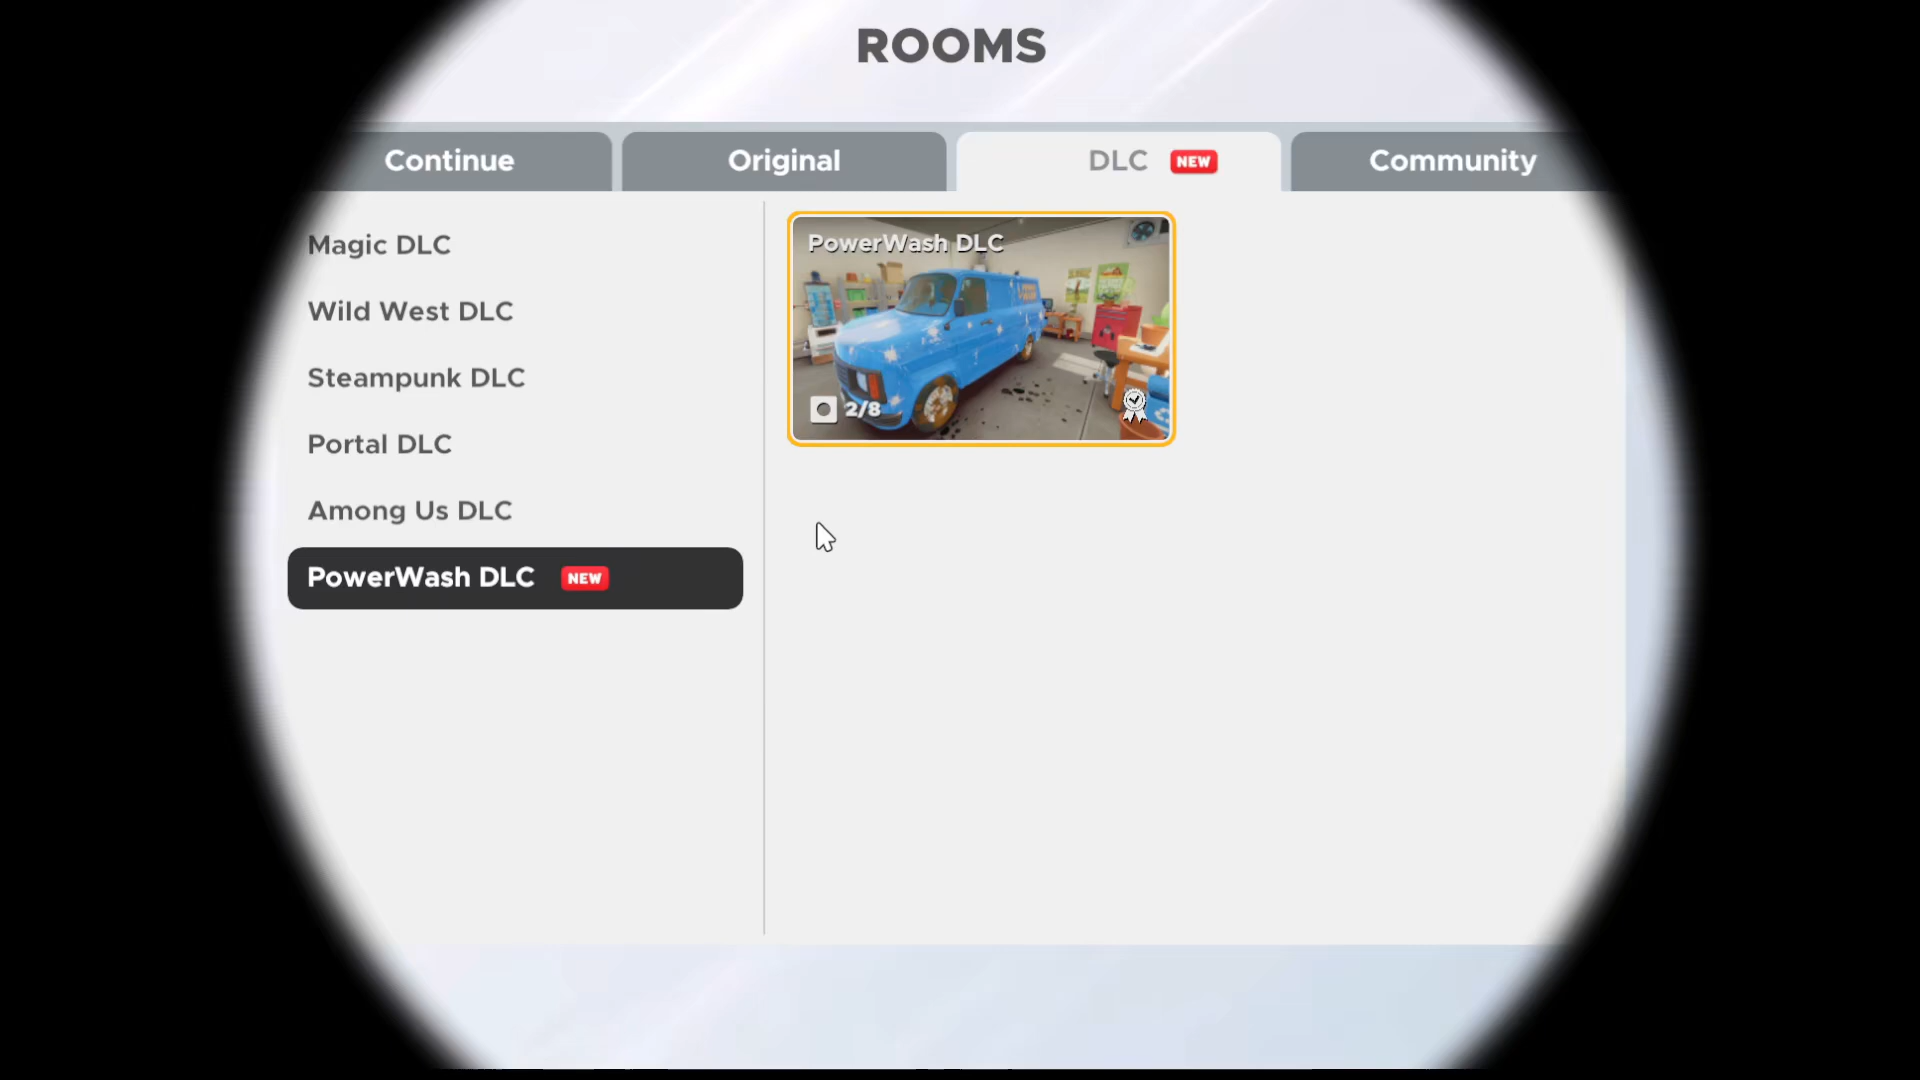 ROOMS
Continue
Original
DLC NEW
Community
Magic DLC
Wild West DLC
Steampunk DLC
Portal DLC
Among Us DLC
PowerWash DLC NEW
PowerWash DLC
2/8